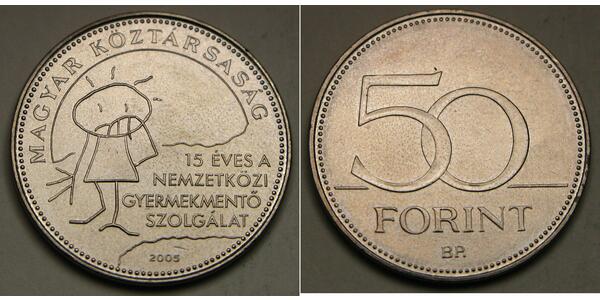 MAGYAR KÖZTÁRSASÁG
15 ÉVES A
NEMZETKÖZI
GYERMEKMENTŐ
SZOLGÁLAT
2005
50
FORINT
BP.